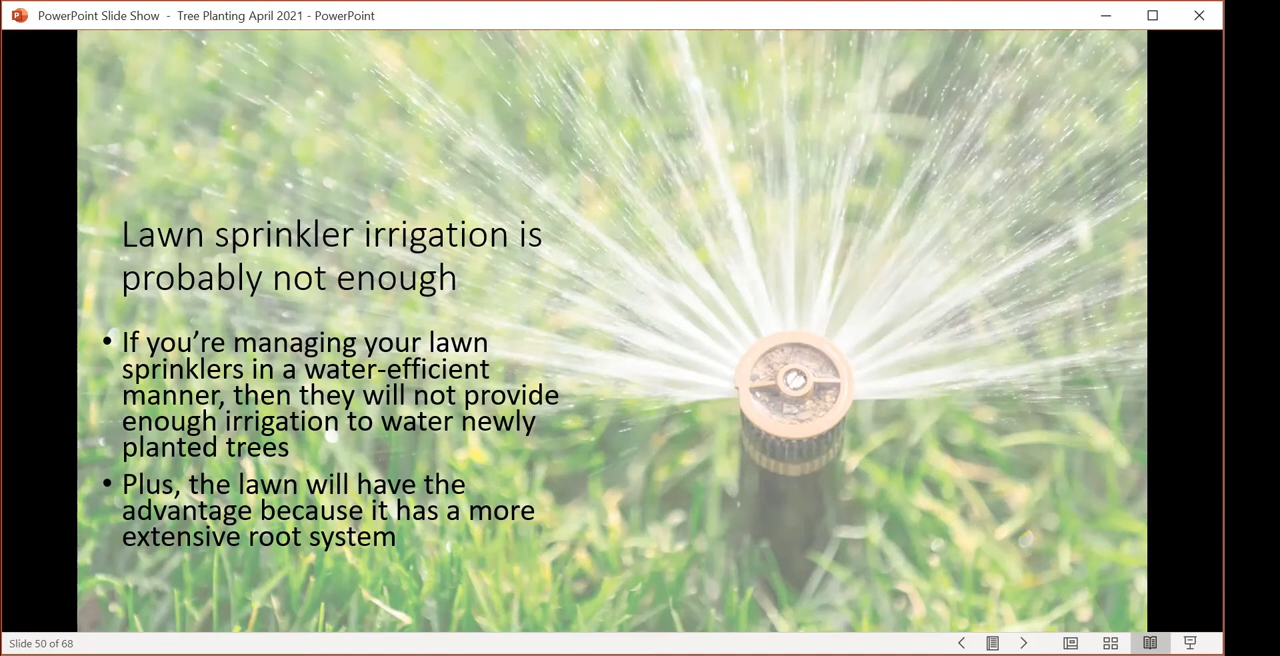 PowerPoint Slide Show - Tree Planting April 2021 - PowerPoint
Lawn sprinkler irrigation is
probably not enough
• If you’re managing your lawn
sprinklers in a water-efficient
manner, then they will not provide
enough irrigation to water newly
planted trees
• Plus, the lawn will have the
advantage because it has a more
extensive root system
Slide 50 of 68